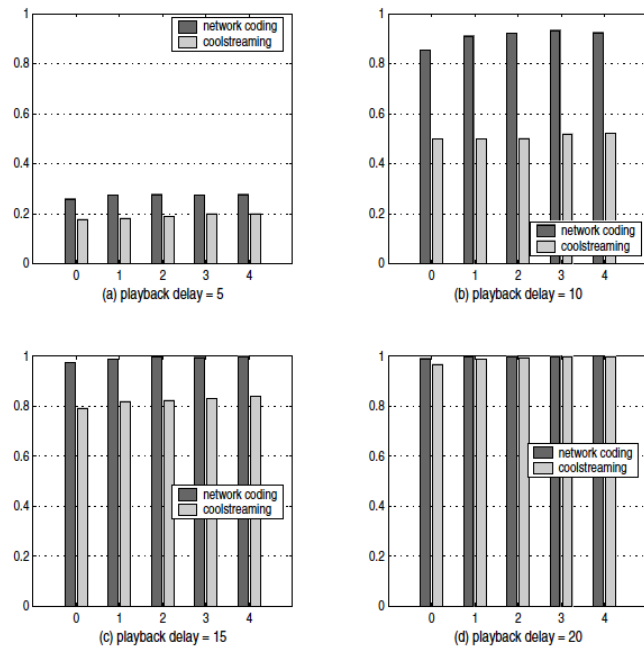 1
0.8
0.6
0.4
0.2
0
network coding
coolstreaming
0 1 2 3 4
(a) playback delay = 5
1
0.8
0.6
0.4
0.2
0
network coding
coolstreaming
0 1 2 3 4
(b) playback delay = 10
1
0.8
0.6
0.4
0.2
0
network coding
coolstreaming
0 1 2 3 4
(c) playback delay = 15
1
0.8
0.6
0.4
0.2
0
network coding
coolstreaming
0 1 2 3 4
(d) playback delay = 20